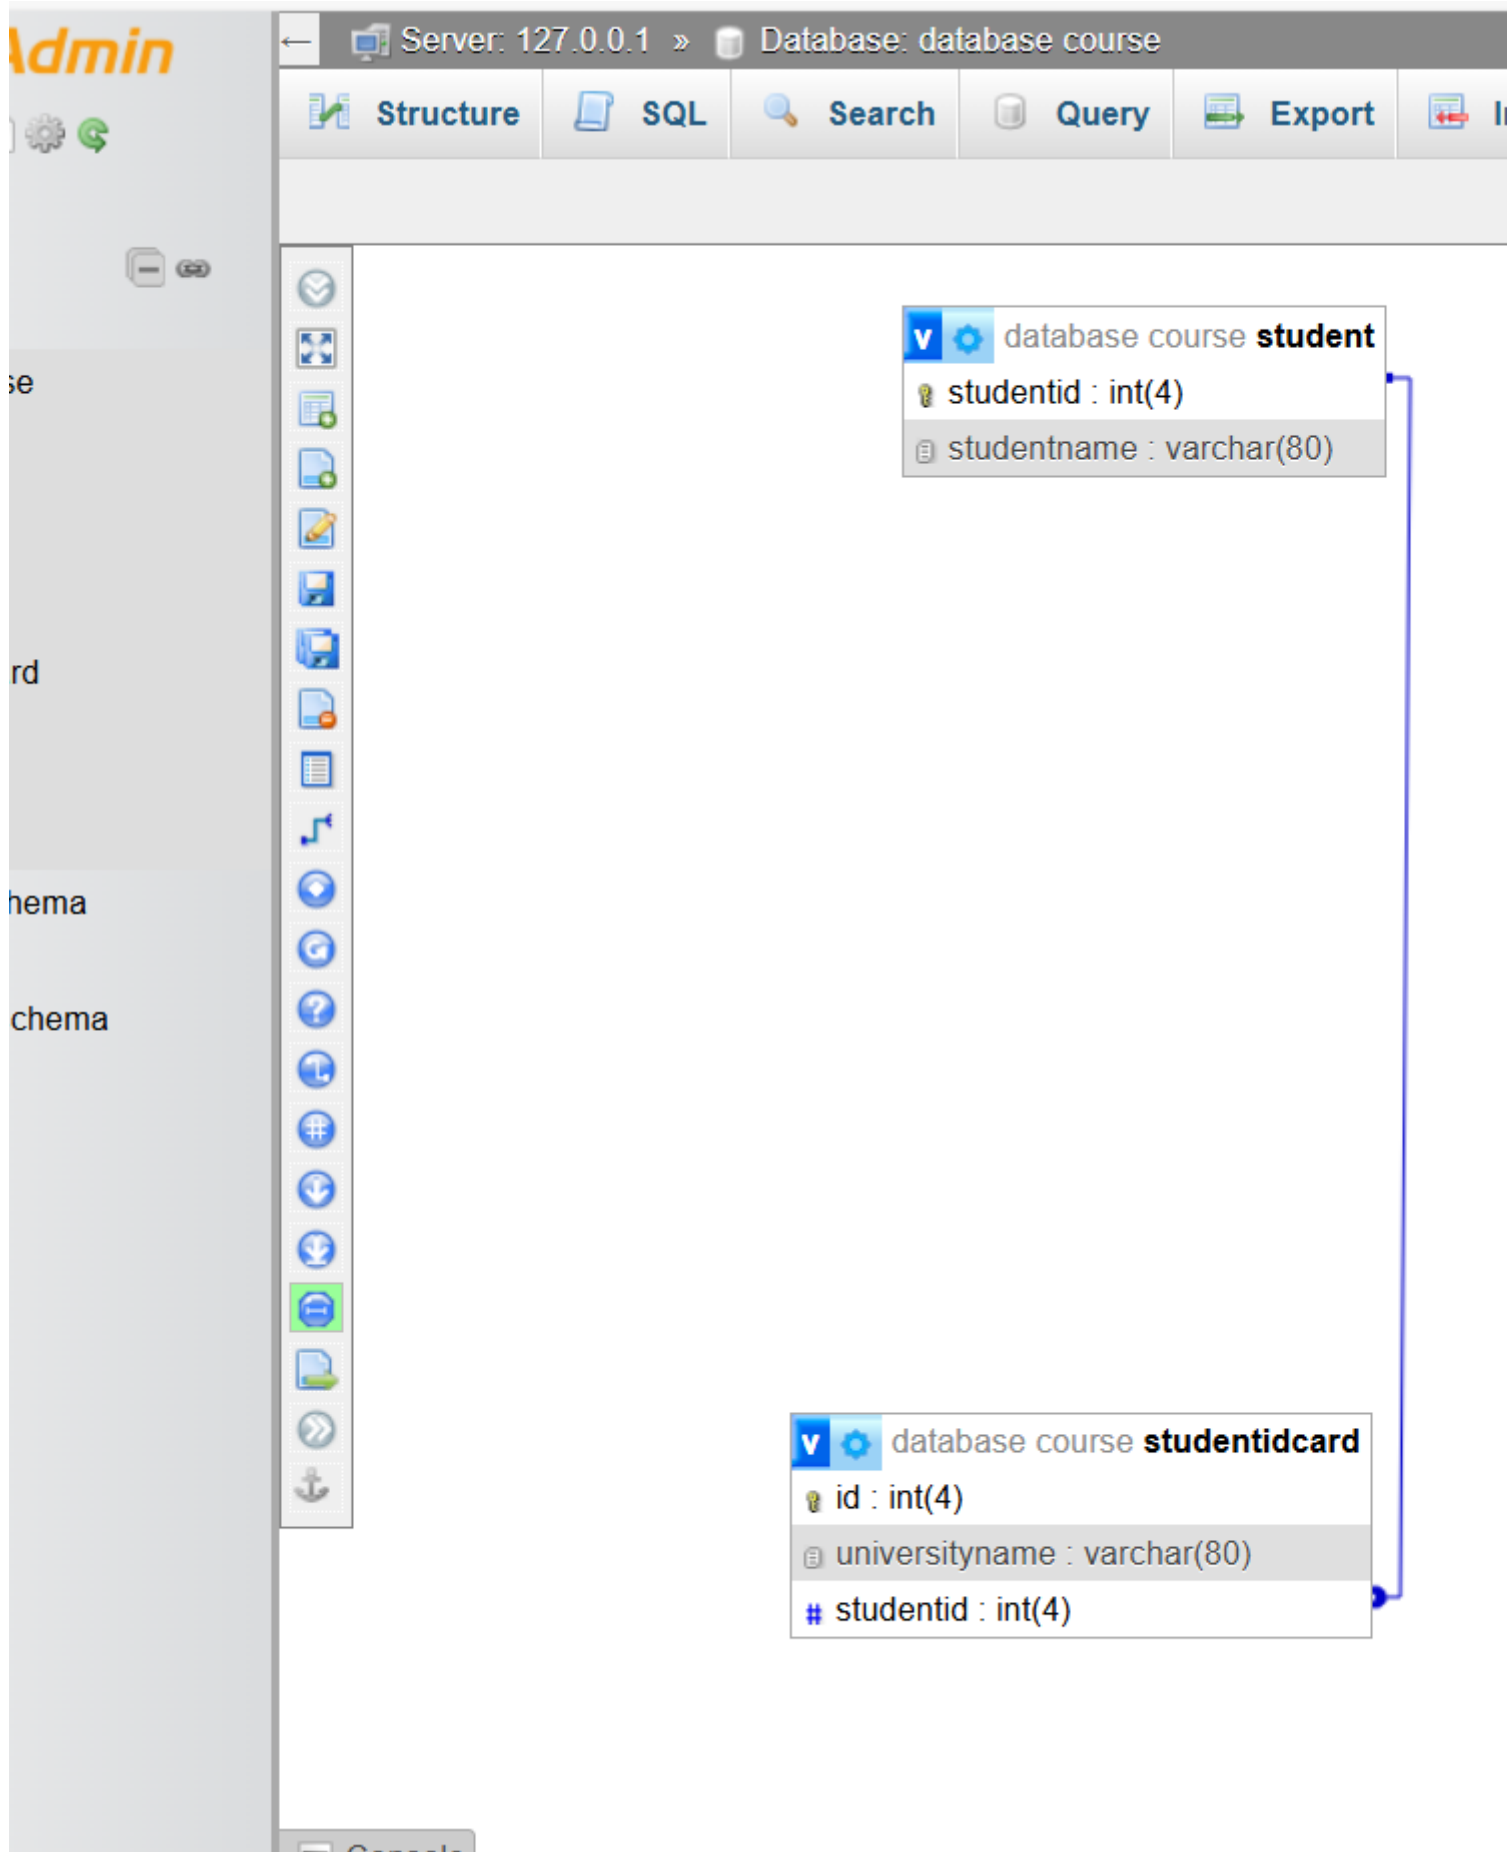 Admin
← Server: 127.0.0.1 » Database: database course
Structure SQL Search Query Export
se
rd
hema
chema
v database course student
studentid : int(4)
studentname : varchar(80)
v database course studentidcard
id : int(4)
universityname : varchar(80)
# studentid : int(4)
Console